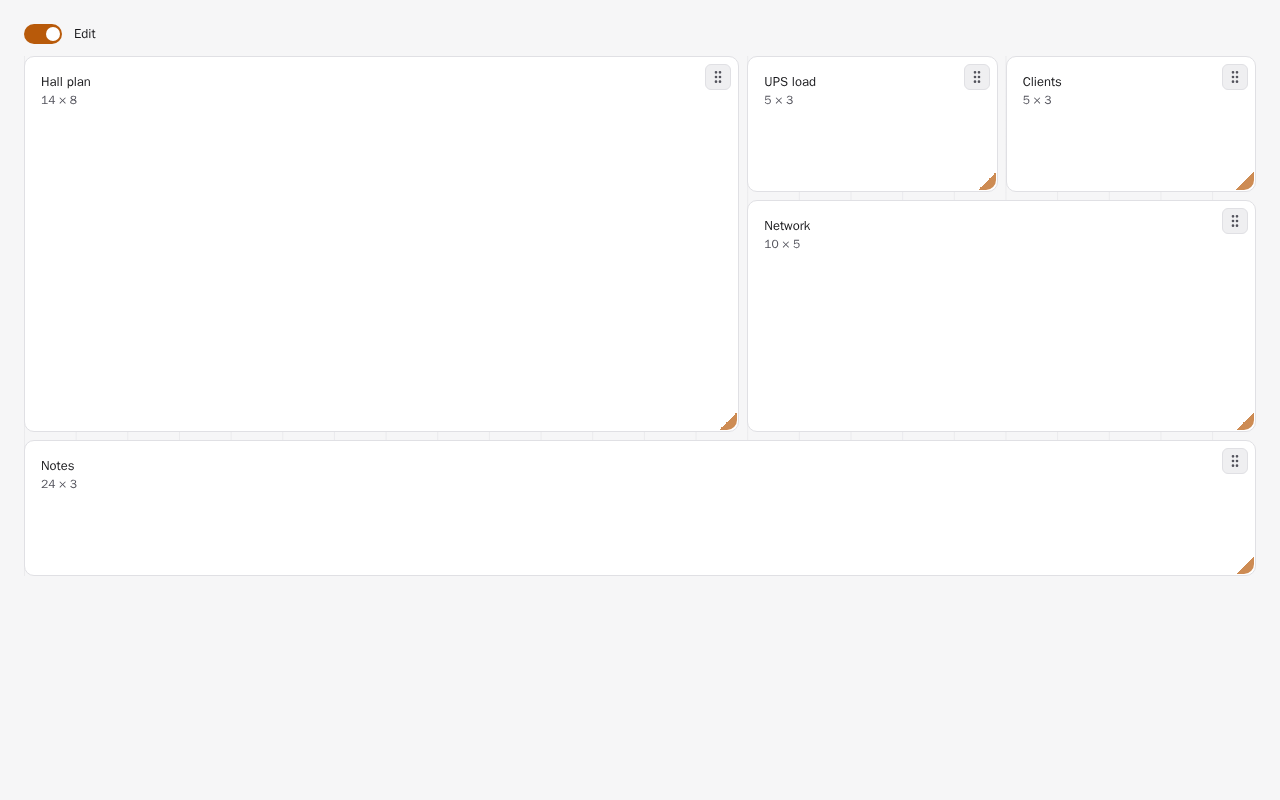 Edit
Hall plan
14 × 8
UPS load
5 × 3
Clients
5 × 3
Network
10 × 5
Notes
24 × 3